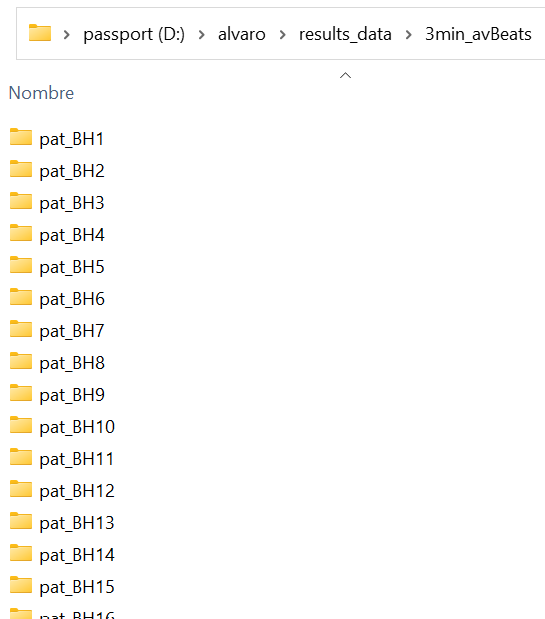 passport (D:) > alvaro > results_data > 3min_avBeats
Nombre
pat_BH1
pat_BH2
pat_BH3
pat_BH4
pat_BH5
pat_BH6
pat_BH7
pat_BH8
pat_BH9
pat_BH10
pat_BH11
pat_BH12
pat_BH13
pat_BH14
pat_BH15
pat_BH16